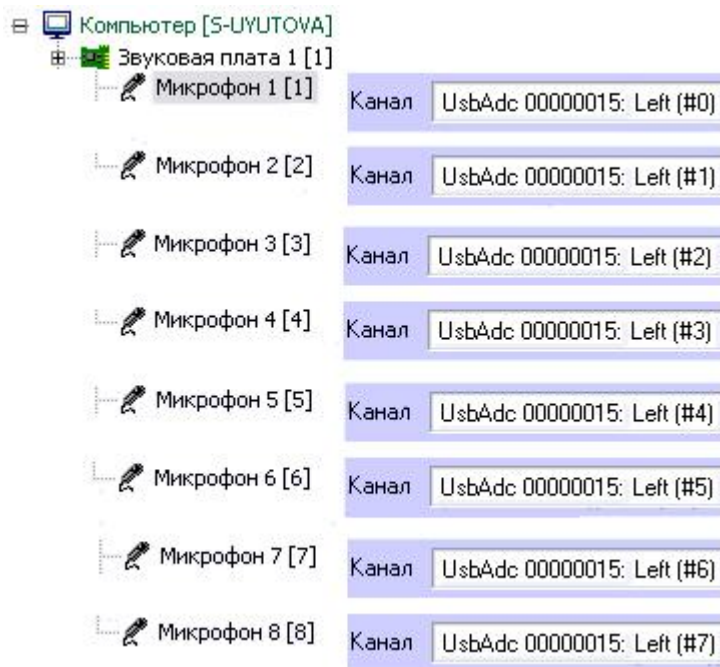 Компьютер [S-UYUTOVA]
Звуковая плата 1 [1]
Микрофон 1 [1]
Канал UsbAdc 00000015: Left (#0)
Микрофон 2 [2]
Канал UsbAdc 00000015: Left (#1)
Микрофон 3 [3]
Канал UsbAdc 00000015: Left (#2)
Микрофон 4 [4]
Канал UsbAdc 00000015: Left (#3)
Микрофон 5 [5]
Канал UsbAdc 00000015: Left (#4)
Микрофон 6 [6]
Канал UsbAdc 00000015: Left (#5)
Микрофон 7 [7]
Канал UsbAdc 00000015: Left (#6)
Микрофон 8 [8]
Канал UsbAdc 00000015: Left (#7)